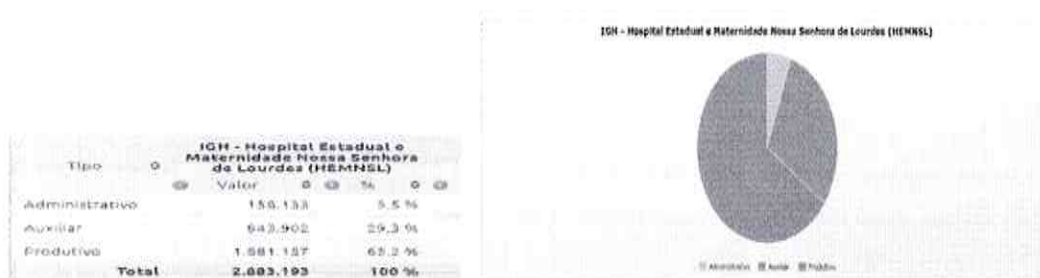 IGH - Hospital Estadual e Maternidade Nossa Senhora de Lourdes (HEMNSL)
IGH - Hospital Estadual e
Maternidade Nossa Senhora
de Lourdes (HEMNSL)
Tipo
Valor %
Administrativo 158.133 5.5 %
Auxiliar 843.902 29.3 %
Produtivo 1.881.157 65.2 %
Total 2.883.193 100 %
Administrativo Auxiliar Produtivo